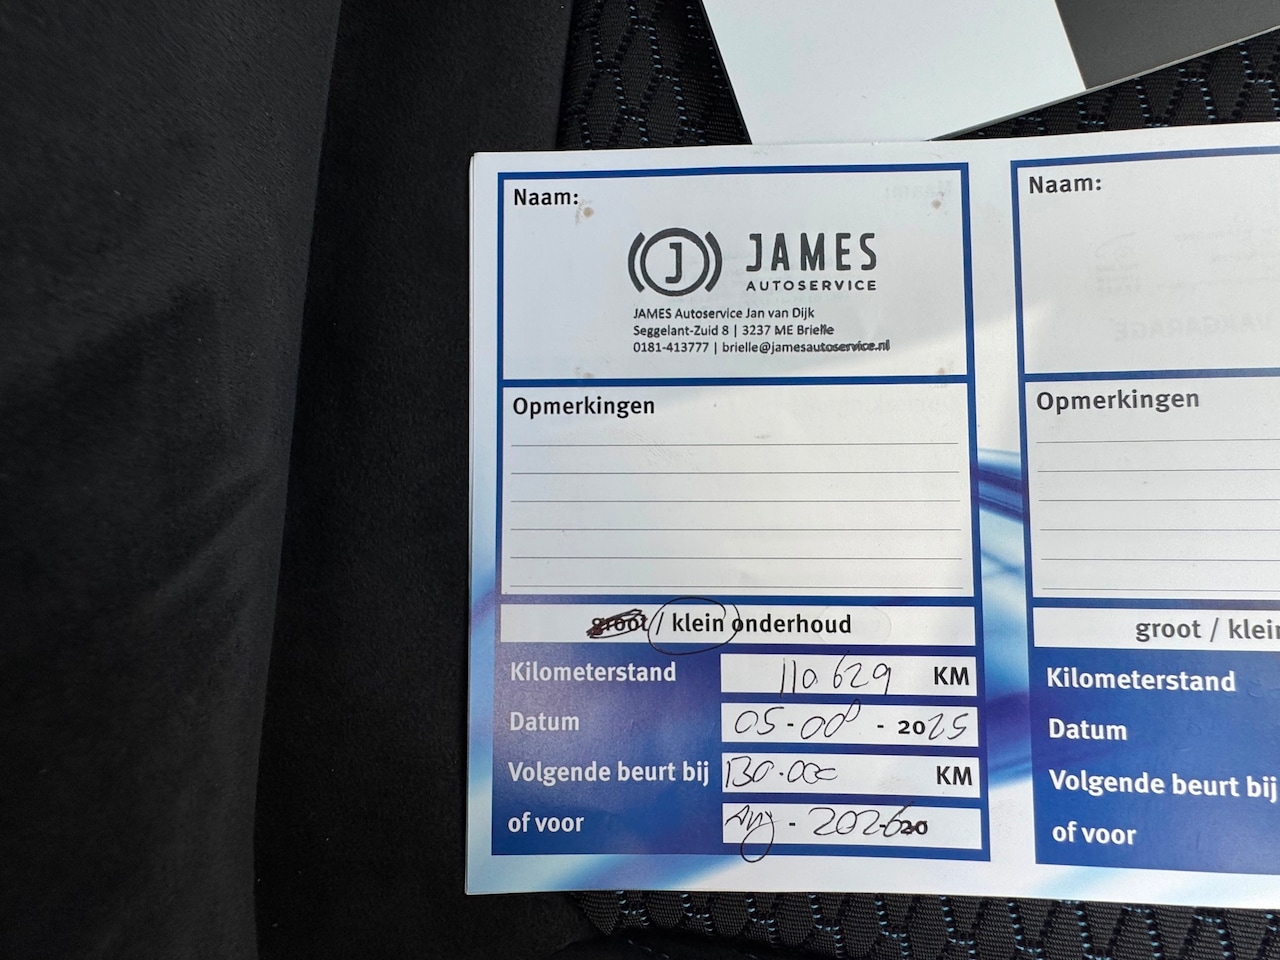 Naam:
J JAMES
AUTOSERVICE
JAMES Autoservice Jan van Dijk
Seggelant-Zuid 8 | 3237 ME Brielle
0181-413777 | brielle@jamesautoservice.nl
Opmerkingen
groot / klein onderhoud
Kilometerstand 110 629 KM
Datum 05-08 - 2025
Volgende beurt bij 130.000 KM
of voor Aug - 2026 20
Naam:
Opmerkingen
groot / klein
Kilometerstand
Datum
Volgende beurt bij
of voor